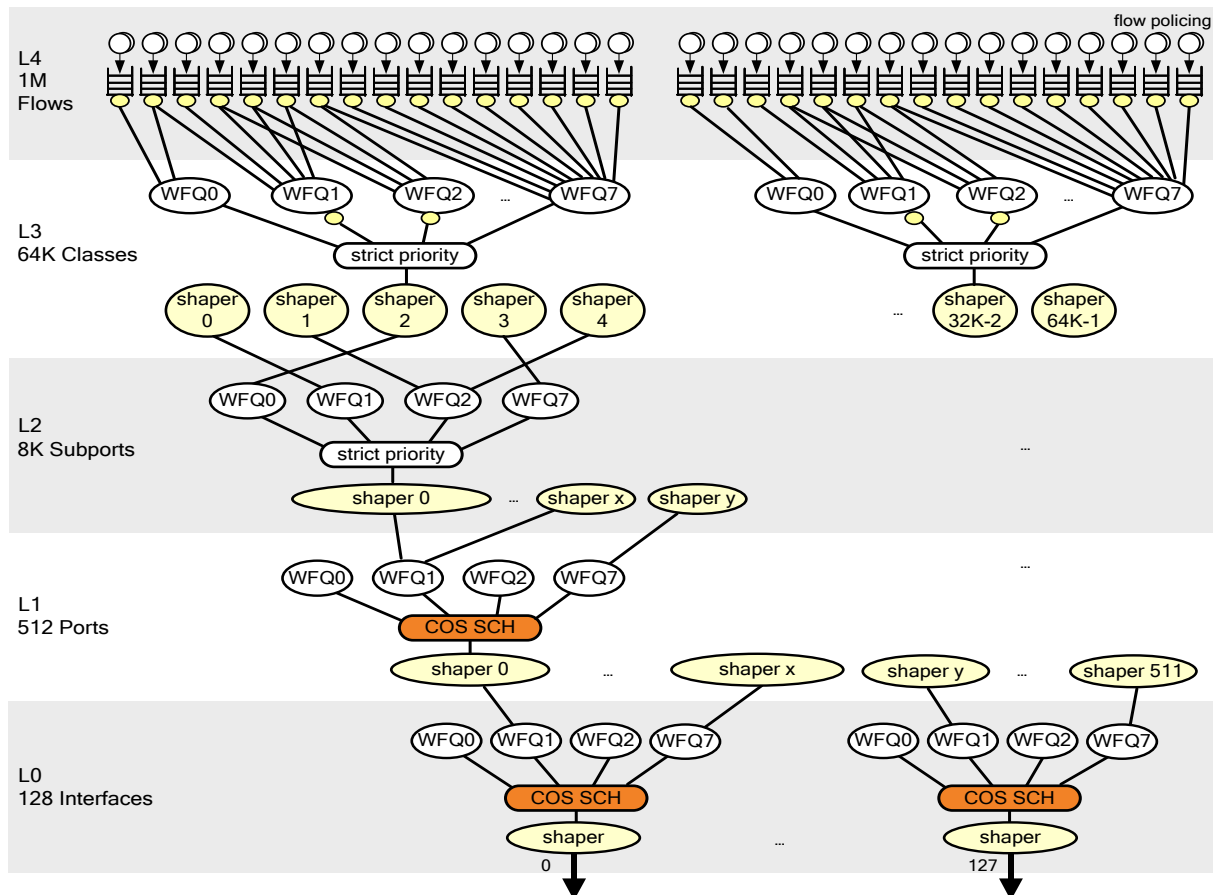 flow policing
L4
1M
Flows
WFQ0 WFQ1 WFQ2 ... WFQ7 WFQ0 WFQ1 WFQ2 ... WFQ7
L3
64K Classes
strict priority strict priority
shaper 0 shaper 1 shaper 2 shaper 3 shaper 4 ... shaper 32K-2 shaper 64K-1
WFQ0 WFQ1 WFQ2 WFQ7
L2
8K Subports
strict priority ...
shaper 0 ... shaper x shaper y
WFQ0 WFQ1 WFQ2 WFQ7 ...
L1
512 Ports
COS SCH
shaper 0 ... shaper x shaper y ... shaper 511
WFQ0 WFQ1 WFQ2 WFQ7 WFQ0 WFQ1 WFQ2 WFQ7
L0
128 Interfaces
COS SCH COS SCH
shaper ... shaper
0 127